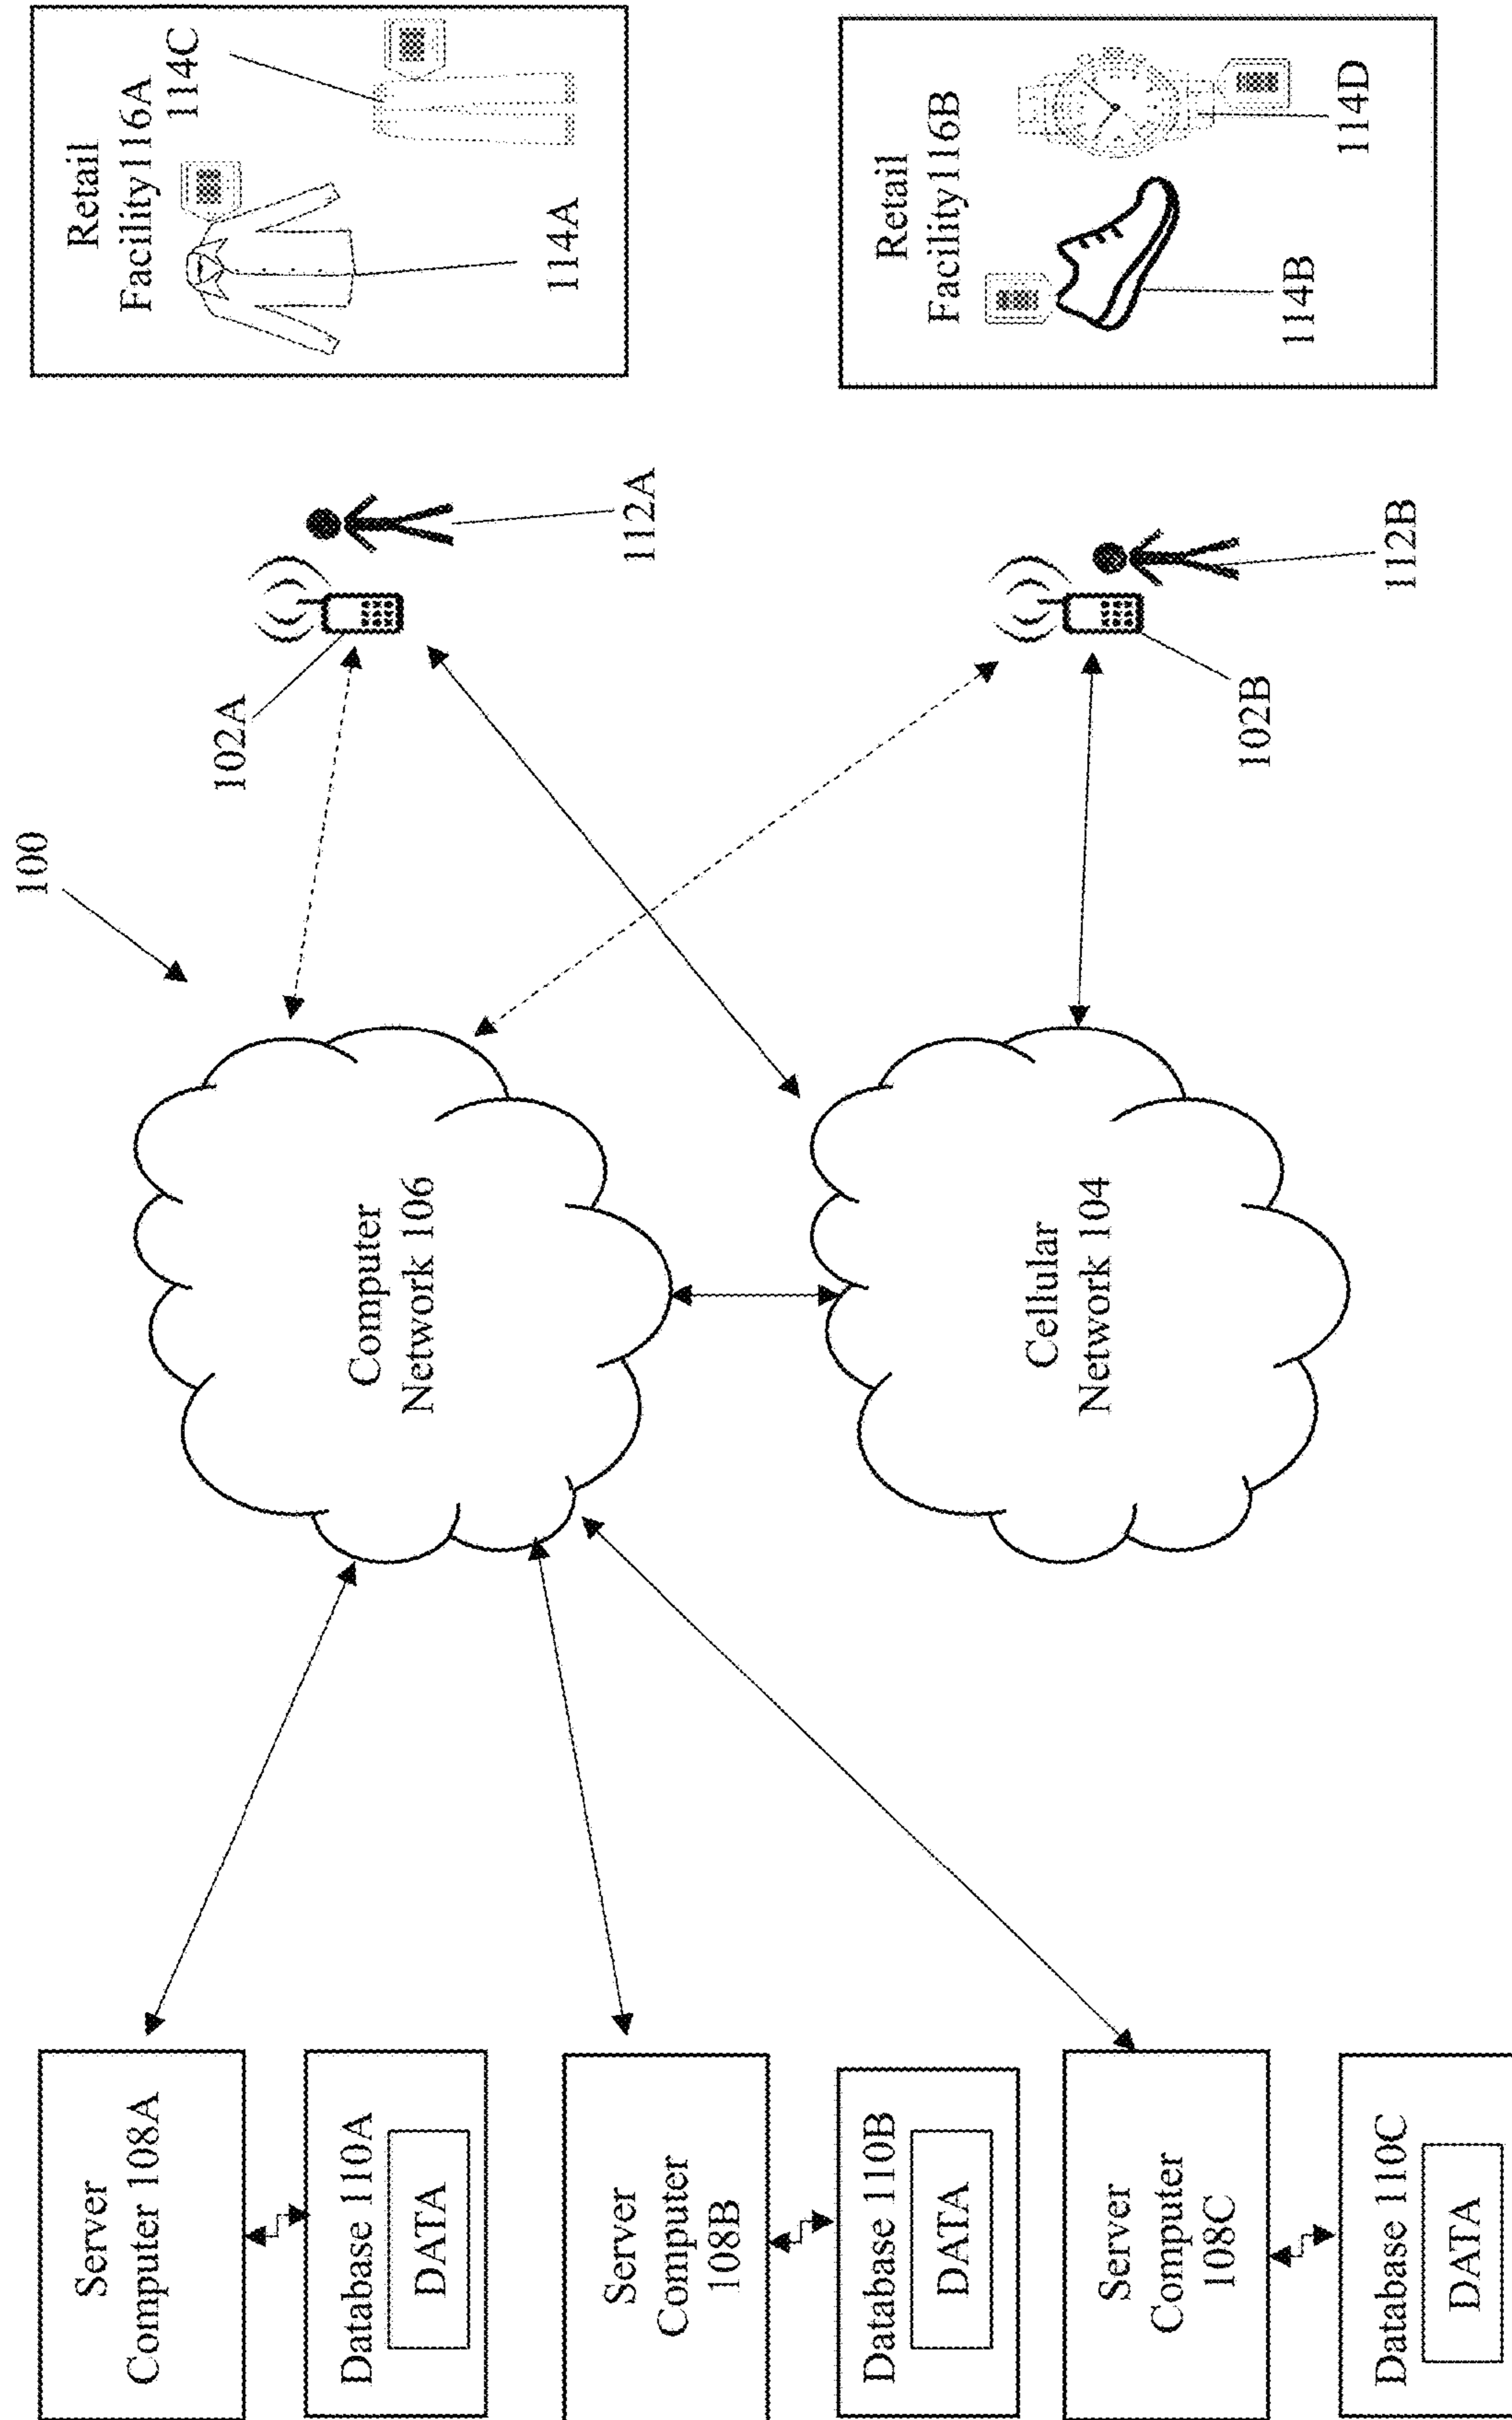 100
Server
Computer 108A
Database 110A
DATA
Server
Computer
108B
Database 110B
DATA
Server
Computer
108C
Database 110C
DATA
Computer
Network 106
Cellular
Network 104
102A
112A
102B
112B
Retail
Facility116A
114C
114A
Retail
Facility116B
114B
114D